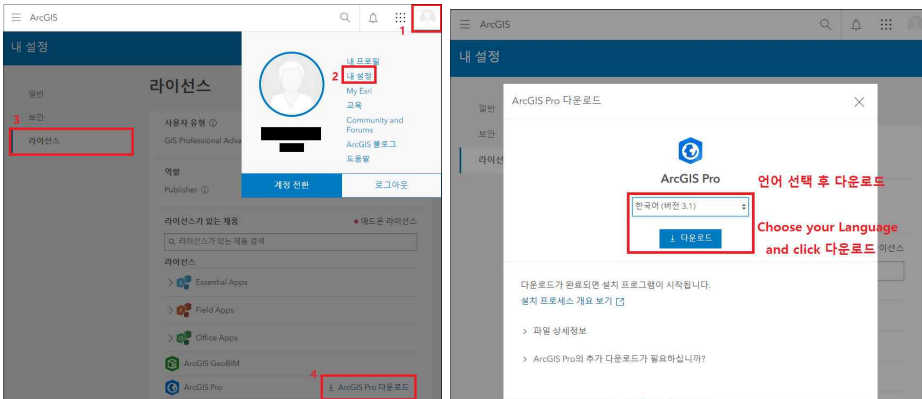 ArcGIS
1
내 설정
내 프로필
2 내 설정
My Esri
교육
Community and
Forums
ArcGIS 블로그
도움말
계정 전환
로그아웃
일반
3 보안
라이선스
라이선스
사용자 유형
GIS Professional Adva
역할
Publisher
라이선스가 있는 제품
애드온 라이선스
라이선스가 있는 제품 검색
라이선스
Essential Apps
Field Apps
Office Apps
ArcGIS GeoBIM
4
ArcGIS Pro
ArcGIS Pro 다운로드
ArcGIS
내 설정
일반
보안
라이선
ArcGIS Pro 다운로드
ArcGIS Pro
한국어 (버전 3.1)
다운로드
언어 선택 후 다운로드
Choose your Language
and click 다운로드
이선스
다운로드가 완료되면 설치 프로그램이 시작됩니다.
설치 프로세스 개요 보기
> 파일 상세정보
> ArcGIS Pro의 추가 다운로드가 필요하십니까?